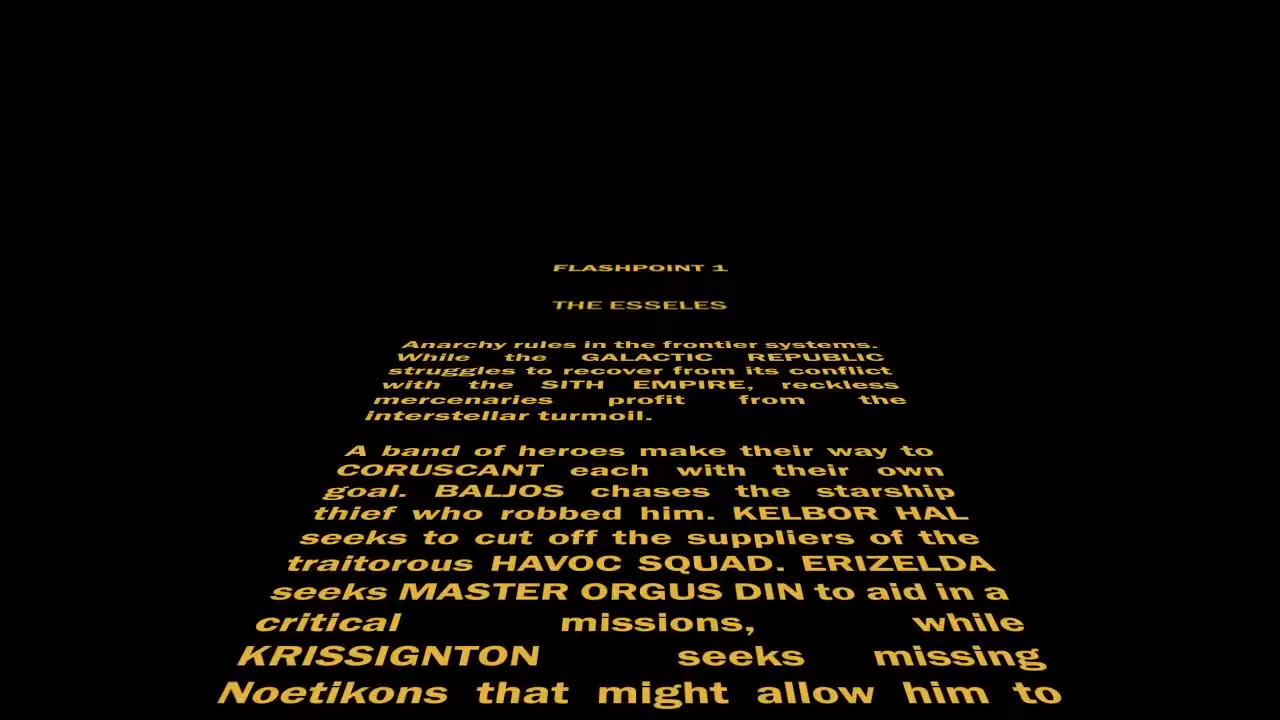 FLASHPOINT 1
THE ESSELES
Anarchy rules in the frontier systems.
While the GALACTIC REPUBLIC
struggles to recover from its conflict
with the SITH EMPIRE, reckless
mercenaries profit from the
interstellar turmoil.
A band of heroes make their way to
CORUSCANT each with their own
goal. BALJOS chases the starship
thief who robbed him. KELBOR HAL
seeks to cut off the suppliers of the
traitorous HAVOC SQUAD. ERIZELDA
seeks MASTER ORGUS DIN to aid in a
critical missions, while
KRISSIGNTON seeks missing
Noetikons that might allow him to